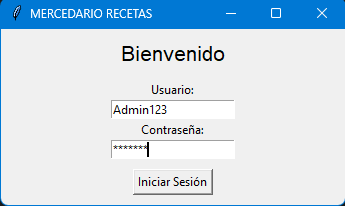 MERCEDARIO RECETAS
Bienvenido
Usuario:
Admin123
Contraseña:
*******
Iniciar Sesión